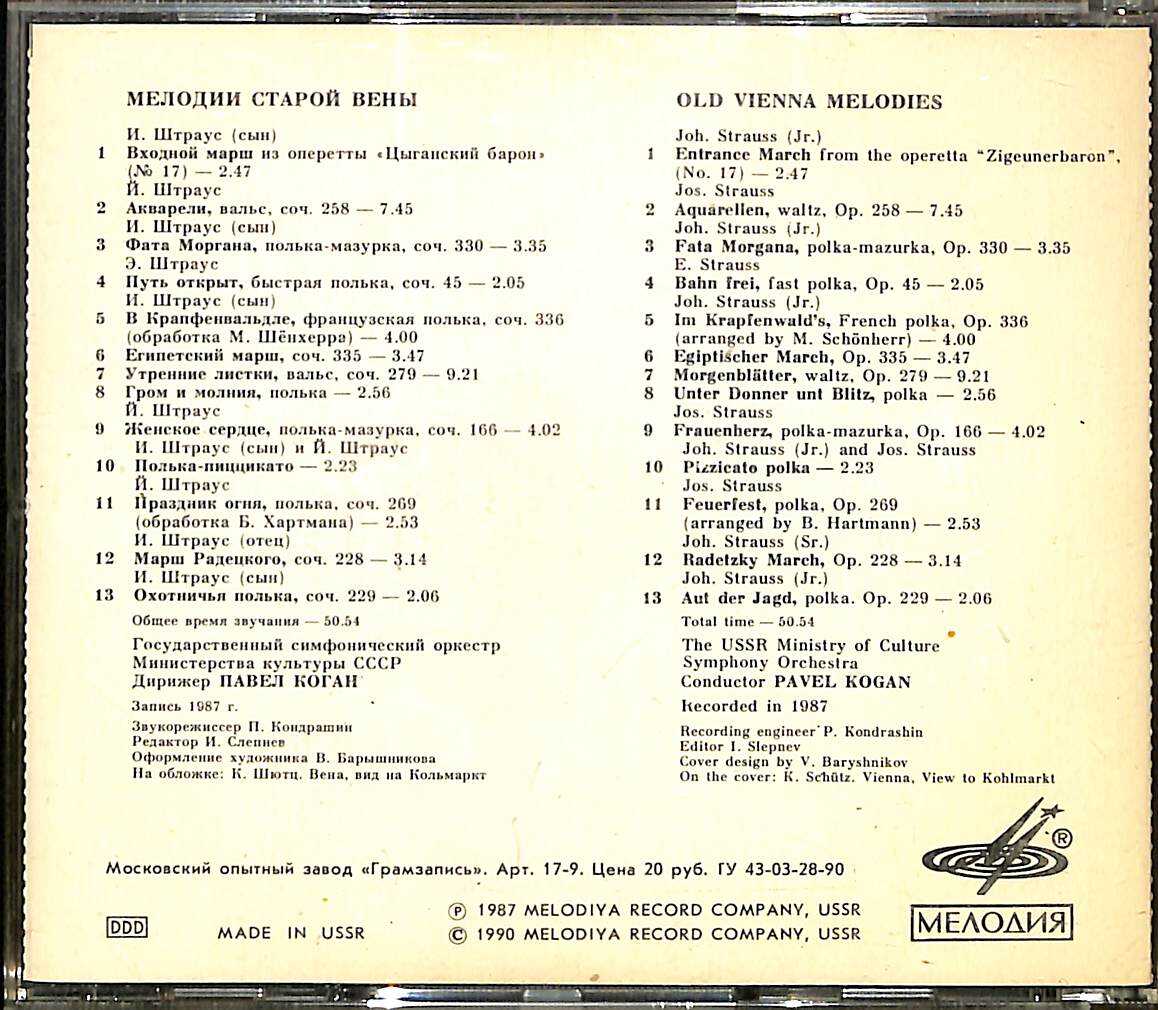 МЕЛОДИИ СТАРОЙ ВЕНЫ
И. Штраус (сын)
1 Входной марш из оперетты «Цыганский барон»
(№ 17) — 2.47
Й. Штраус
2 Акварели, вальс, соч. 258 — 7.45
И. Штраус (сын)
3 Фата Моргана, полька-мазурка, соч. 330 — 3.35
Э. Штраус
4 Путь открыт, быстрая полька, соч. 45 — 2.05
И. Штраус (сын)
5 В Крапфенвальдле, французская полька, соч. 336
(обработка М. Шёнхерра) — 4.00
6 Египетский марш, соч. 335 — 3.47
7 Утренние листки, вальс, соч. 279 — 9.21
8 Гром и молния, полька — 2.56
Й. Штраус
9 Женское сердце, полька-мазурка, соч. 166 — 4.02
И. Штраус (сын) и Й. Штраус
10 Полька-пиццикато — 2.23
Й. Штраус
11 Праздник огня, полька, соч. 269
(обработка Б. Хартмана) — 2.53
И. Штраус (отец)
12 Марш Радецкого, соч. 228 — 3.14
И. Штраус (сын)
13 Охотничья полька, соч. 229 — 2.06
Общее время звучания — 50.54
Государственный симфонический оркестр
Министерства культуры СССР
Дирижер ПАВЕЛ КОГАН
Запись 1987 г.
Звукорежиссер П. Кондрашин
Редактор И. Слепнев
Оформление художника В. Барышникова
На обложке: К. Шютц. Вена, вид на Кольмаркт
OLD VIENNA MELODIES
Joh. Strauss (Jr.)
1 Entrance March from the operetta “Zigeunerbaron”,
(No. 17) — 2.47
Jos. Strauss
2 Aquarellen, waltz, Op. 258 — 7.45
Joh. Strauss (Jr.)
3 Fata Morgana, polka-mazurka, Op. 330 — 3.35
E. Strauss
4 Bahn frei, fast polka, Op. 45 — 2.05
Joh. Strauss (Jr.)
5 Im Krapfenwald's, French polka, Op. 336
(arranged by M. Schönherr) — 4.00
6 Egiptischer March, Op. 335 — 3.47
7 Morgenblätter, waltz, Op. 279 — 9.21
8 Unter Donner unt Blitz, polka — 2.56
Jos. Strauss
9 Frauenherz, polka-mazurka, Op. 166 — 4.02
Joh. Strauss (Jr.) and Jos. Strauss
10 Pizzicato polka — 2.23
Jos. Strauss
11 Feuerfest, polka, Op. 269
(arranged by B. Hartmann) — 2.53
Joh. Strauss (Sr.)
12 Radetzky March, Op. 228 — 3.14
Joh. Strauss (Jr.)
13 Aut der Jagd, polka. Op. 229 — 2.06
Total time — 50.54
The USSR Ministry of Culture
Symphony Orchestra
Conductor PAVEL KOGAN
Recorded in 1987
Recording engineer P. Kondrashin
Editor I. Slepnev
Cover design by V. Baryshnikov
On the cover: K. Schütz. Vienna, View to Kohlmarkt
Московский опытный завод «Грамзапись». Арт. 17-9. Цена 20 руб. ГУ 43-03-28-90
®
DDD
MADE IN USSR
℗ 1987 MELODIYA RECORD COMPANY, USSR
© 1990 MELODIYA RECORD COMPANY, USSR
МЕЛОДИЯ